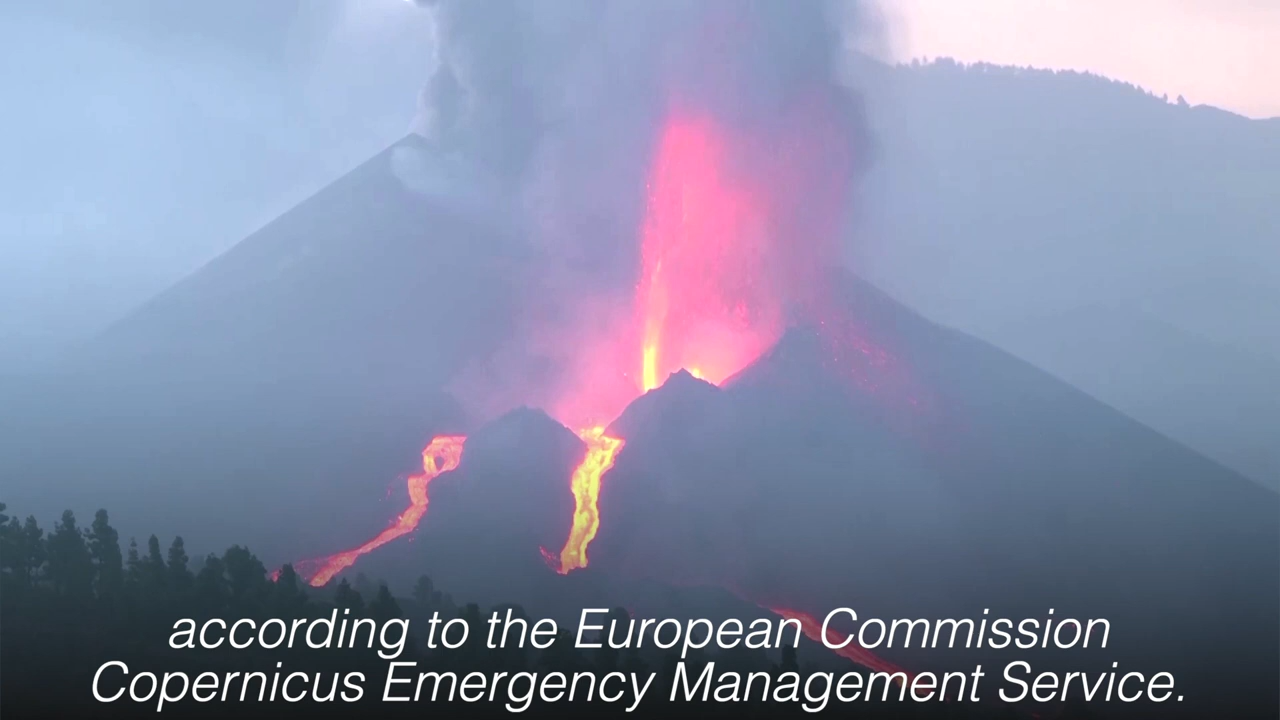 according to the European Commission
Copernicus Emergency Management Service.